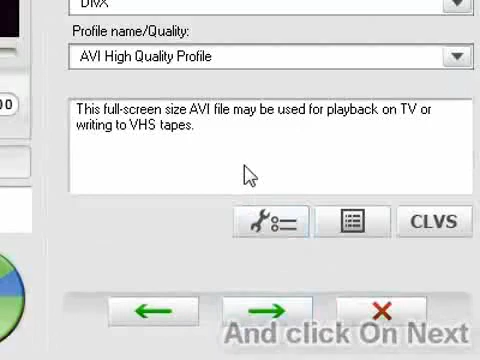 DivX
Profile name/Quality:
AVI High Quality Profile
This full-screen size AVI file may be used for playback on TV or
writing to VHS tapes.
CLVS
And click On Next